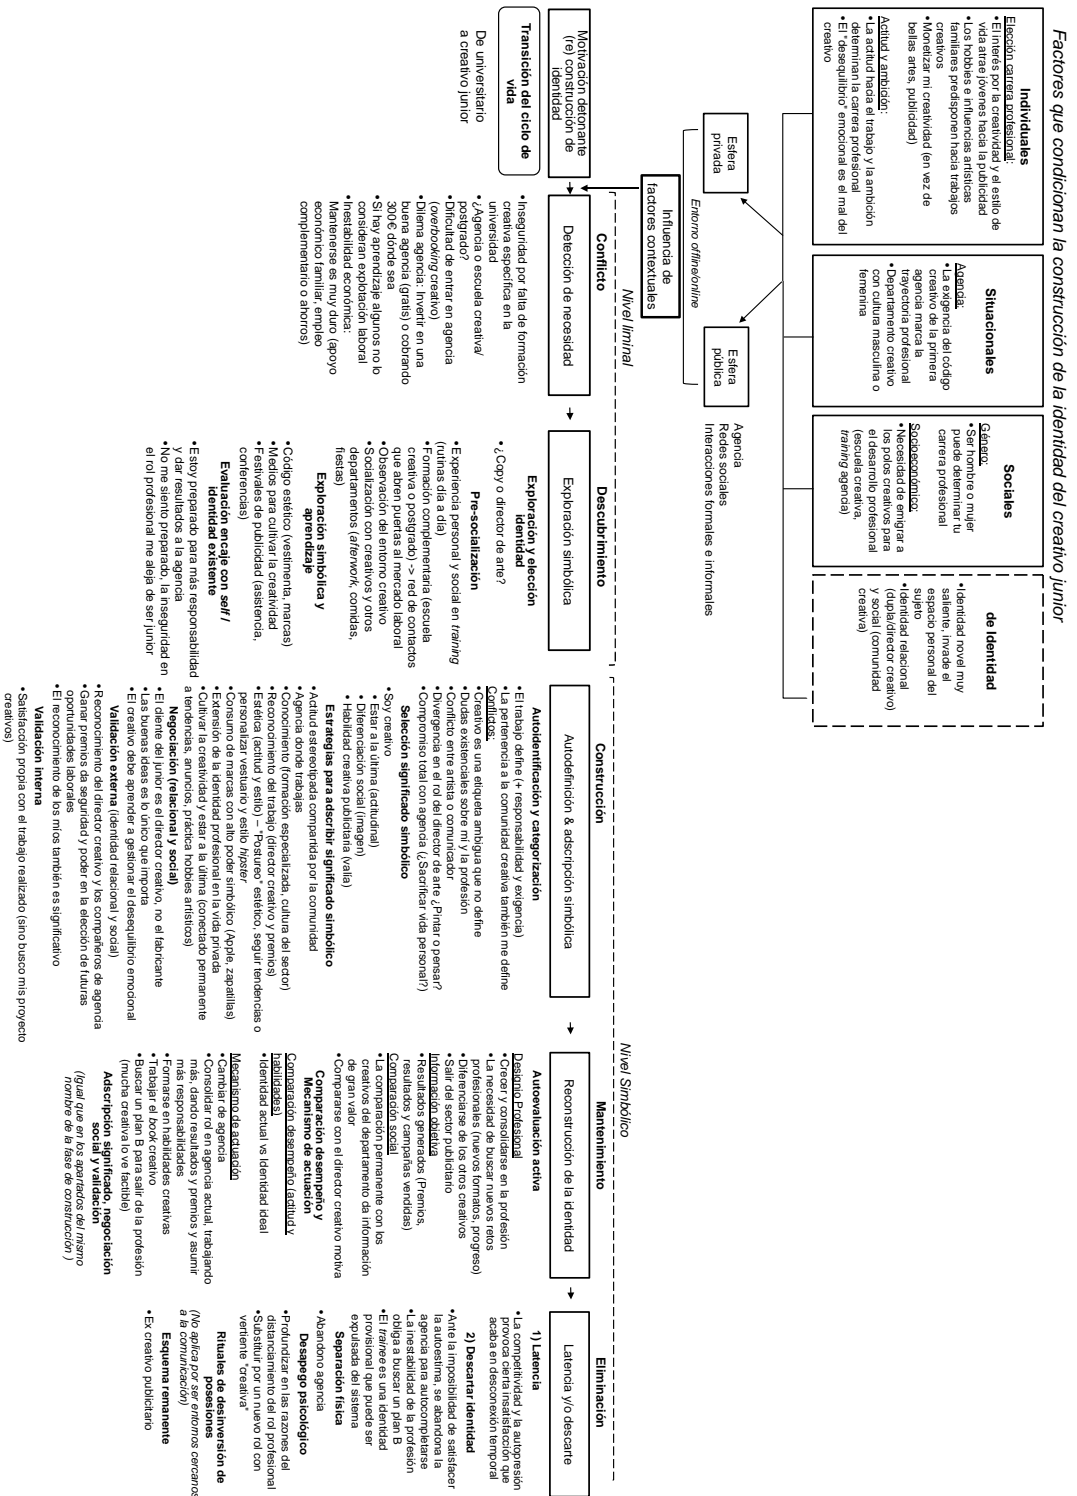 Factores que condicionan la construcción de la identidad del creativo junior
Individuales
Elección carrera profesional:
•El interés por la creatividad y el estilo de
vida atrae jóvenes hacia la publicidad
•Los hobbies e influencias artísticas
familiares predisponen hacia trabajos
creativos
•Monetizar mi creatividad (en vez de
bellas artes, publicidad)
Actitud y ambición:
•La actitud hacia el trabajo y la ambición
determinan la carrera profesional
•El "desequilibrio" emocional es el mal del
creativo
Situacionales
Agencia:
•La exigencia del código
creativo de la primera
agencia marca la
trayectoria profesional
•Departamento creativo
con cultura masculina o
femenina
Sociales
Género:
•Ser hombre o mujer
puede determinar tu
carrera profesional
Socioeconómico:
•Necesidad de emigrar a
los polos creativos para
el desarrollo profesional
(escuela creativa,
training agencia)
de Identidad
•Identidad novel muy
saliente, invade el
espacio personal del
sujeto
•Identidad relacional
(dupla/director creativo)
y social (comunidad
creativa)
Esfera
privada
Esfera
pública
Agencia
Redes sociales
Interacciones formales e informales
Entorno offline/online
Influencia de
factores contextuales
Nivel liminal
Nivel Simbólico
Motivación detonante
(re) construcción de
identidad
Transición del ciclo de
vida
De universitario
a creativo junior
Conflicto
Detección de necesidad
•Inseguridad por falta de formación
creativa específica en la
universidad
•¿Agencia o escuela creativa/
postgrado?
•Dificultad de entrar en agencia
(overbooking creativo)
•Dilema agencia: Invertir en una
buena agencia (gratis) o cobrando
300€ dónde sea
•Si hay aprendizaje algunos no lo
consideran explotación laboral
•Inestabilidad económica:
Mantenerse es muy duro (apoyo
económico familiar, empleo
complementario o ahorros)
Descubrimiento
Exploración simbólica
Exploración y elección
identidad
•¿Copy o director de arte?
Pre-socialización
•Experiencia personal y social en training
(rutinas día a día)
•Formación complementaria (escuela
creativa o postgrado) -> red de contactos
que abren puertas al mercado laboral
•Observación del entorno creativo
•Socialización con creativos y otros
departamentos (afterwork, comidas,
fiestas)
Exploración simbólica y
aprendizaje
•Código estético (vestimenta, marcas)
•Medios para cultivar la creatividad
•Festivales de publicidad (asistencia,
conferencias)
Evaluación encaje con self /
identidad existente
•Estoy preparado para más responsabilidad
y dar resultados a la agencia
•No me siento preparado, la inseguridad en
el rol profesional me aleja de ser junior
Construcción
Autodefinición & adscripción simbólica
Autoidentificación y categorización
•El trabajo define (+ responsabilidad y exigencia)
•La pertenencia a la comunidad creativa también me define
Conflictos:
•Creativo es una etiqueta ambigua que no define
•Dudas existenciales sobre mí y la profesión
•Conflicto entre artista o comunicador
•Divergencia en el rol del director de arte ¿Pintar o pensar?
•Compromiso total con agencia (¿Sacrificar vida personal?)
Selección significado simbólico
•Soy creativo
• Estar a la última (actitudinal)
• Diferenciación social (imagen)
• Habilidad creativa publicitaria (valía)
Estrategias para adscribir significado simbólico
•Actitud estereotipada compartida por la comunidad
•Agencia donde trabajas
•Conocimiento (formación especializada, cultura del sector)
•Reconocimiento del trabajo (director creativo y premios)
•Estética (actitud y estilo) – "Postureo" estético, seguir tendencias o
personalizar vestuario y estilo hipster
•Consumo de marcas con alto poder simbólico (Apple, zapatillas)
•Extensión de la identidad profesional en la vida privada
•Cultivar la creatividad y estar a la última (conectado permanente
a tendencias, anuncios, práctica hobbies artísticos)
Negociación (relacional y social)
•El cliente del junior es el director creativo, no el fabricante
•Las buenas ideas es lo único que importa
•El creativo debe aprender a gestionar el desequilibrio emocional
Validación externa (identidad relacional y social)
•Reconocimiento del director creativo y los compañeros de agencia
•Ganar premios da seguridad y poder en la elección de futuras
oportunidades laborales
•El reconocimiento de los míos también es significativo
Validación interna
•Satisfacción propia con el trabajo realizado (sino busco mis proyecto
creativos)
Mantenimiento
Reconstrucción de la identidad
Autoevaluación activa
Designio Profesional
•Crecer y consolidarse en la profesión
•La necesidad de buscar nuevos retos
profesionales (nuevos formatos, progreso)
•Diferenciarse de los otros creativos
•Salir del sector publicitario
Información objetiva
•Resultados generados (Premios,
resultados y campañas vendidas)
Comparación social
•La comparación permanente con los
creativos del departamento da información
de gran valor
•Compararse con el director creativo motiva
Comparación desempeño y
Mecanismo de actuación
Comparación desempeño (actitud y
habilidades)
•Identidad actual vs Identidad ideal
Mecanismo de actuación
•Cambiar de agencia
•Consolidar rol en agencia actual, trabajando
más, dando resultados y premios y asumir
más responsabilidades
•Formarse en habilidades creativas
•Trabajar el book creativo
•Buscar un plan B para salir de la profesión
(mucha creativa lo ve factible)
Adscripción significado, negociación
social y validación
(Igual que en los apartados del mismo
nombre de la fase de construcción )
Eliminación
Latencia y/o descarte
1) Latencia
•La competitividad y la autopresión
provoca cierta insatisfacción que
acaba en desconexión temporal
2) Descartar identidad
•Ante la imposibilidad de satisfacer
la autoestima, se abandona la
agencia para autocompletarse
•La inestabilidad de la profesión
obliga a buscar un plan B
•El trainee es una identidad
provisional que puede ser
expulsada del sistema
Separación física
•Abandono agencia
Desapego psicológico
•Profundizar en las razones del
distanciamiento del rol profesional
•Substituir por un nuevo rol con
vertiente "creativa"
Rituales de desinversión de
posesiones
(No aplica por ser entornos cercanos
a la comunicación)
Esquema remanente
•Ex creativo publicitario